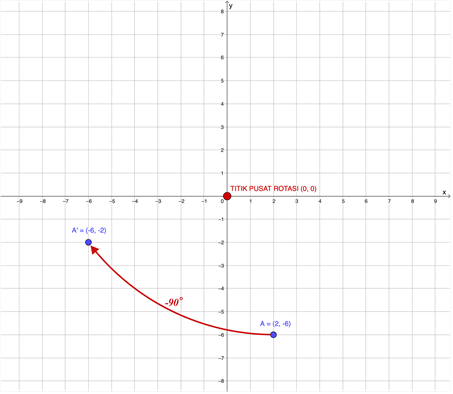 y
8
7
6
5
4
3
2
1
TITIK PUSAT ROTASI (0, 0)
x
-9 -8 -7 -6 -5 -4 -3 -2 -1 0 1 2 3 4 5 6 7 8 9
-1
A' = (-6, -2)
-2
-3
-4
-90°
-5
A = (2, -6)
-6
-7
-8